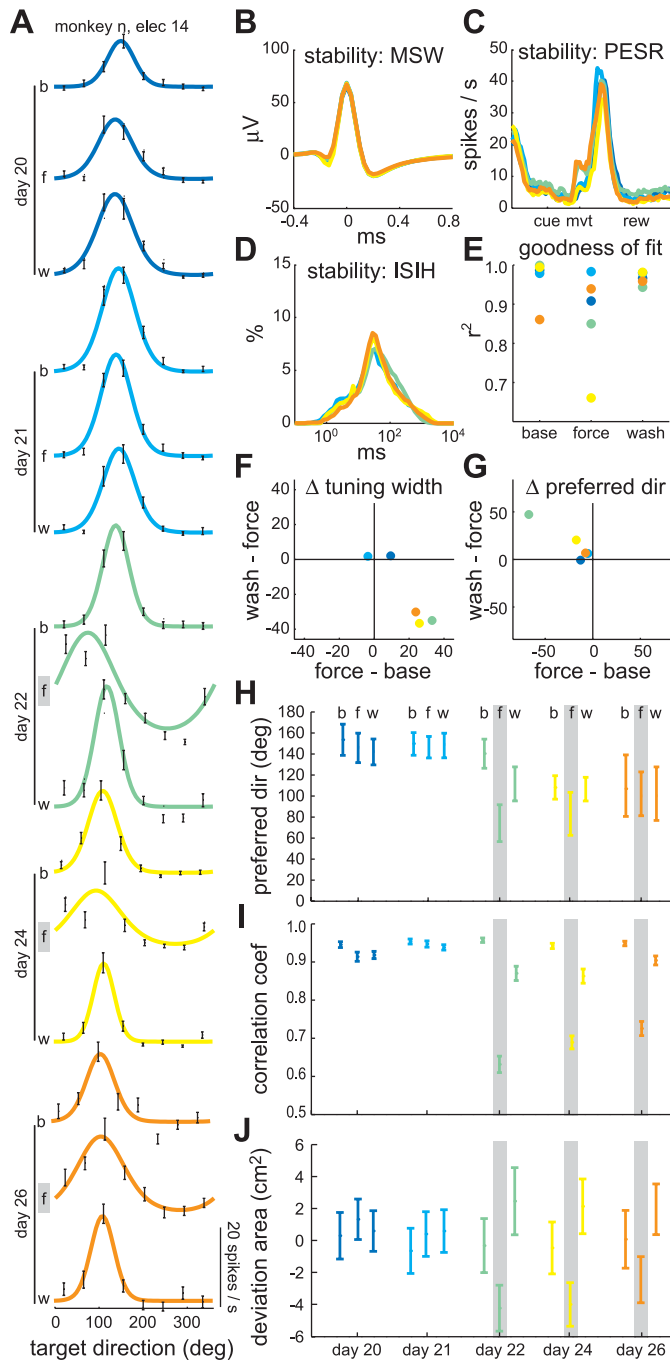 A
monkey n, elec 14
b
f
w
day 20
b
f
w
day 21
b
f
w
day 22
b
f
w
day 24
b
f
w
day 26
20 spikes / s
0 100 200 300
target direction (deg)
B
stability: MSW
100
50
0
-50
µV
-0.4 0 0.4 0.8
ms
C
stability: PESR
50
40
30
20
10
0
spikes / s
cue mvt rew
D
stability: ISIH
15
10
5
0
%
10⁰ 10² 10⁴
ms
E
goodness of fit
1.0
0.9
0.8
0.7
r²
base force wash
F
Δ tuning width
40
20
0
-20
-40
wash - force
-40 -20 0 20 40
force - base
G
Δ preferred dir
50
0
-50
wash - force
-50 0 50
force - base
H
b f w b f w b f w b f w b f w
180
160
140
120
100
80
60
40
20
0
preferred dir (deg)
I
1.0
0.9
0.8
0.7
0.6
0.5
correlation coef
J
6
4
2
0
-2
-4
-6
deviation area (cm²)
day 20 day 21 day 22 day 24 day 26